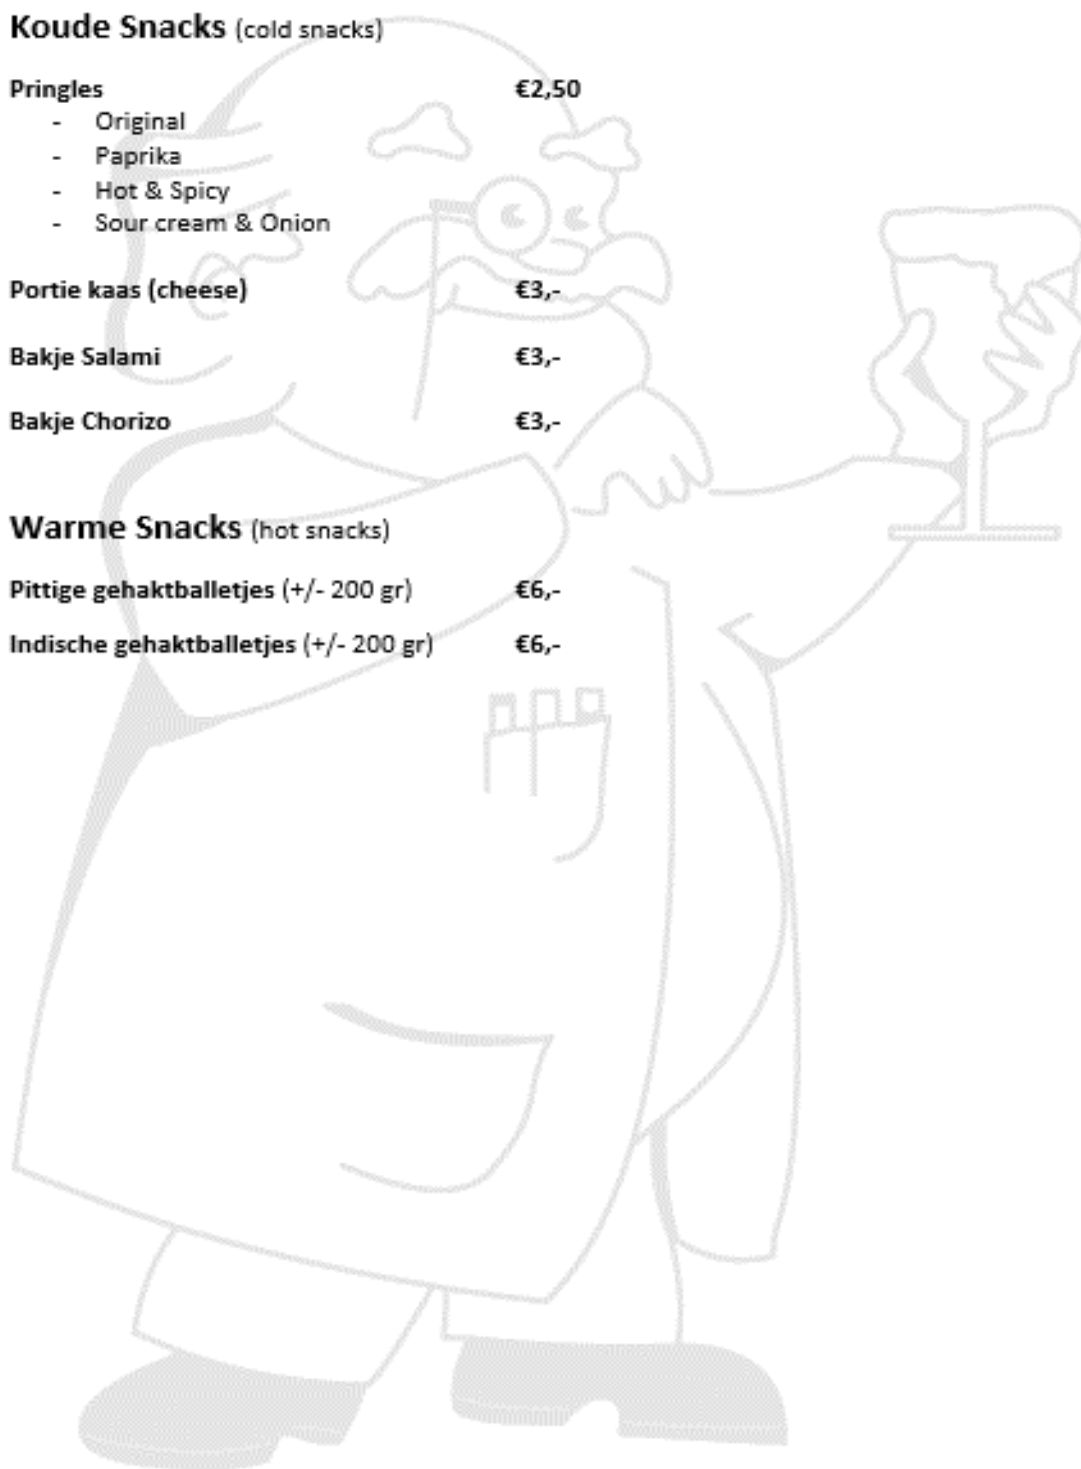 Koude Snacks (cold snacks)
Pringles €2,50
- Original
- Paprika
- Hot & Spicy
- Sour cream & Onion
Portie kaas (cheese) €3,-
Bakje Salami €3,-
Bakje Chorizo €3,-
Warme Snacks (hot snacks)
Pittige gehaktballetjes (+/- 200 gr) €6,-
Indische gehaktballetjes (+/- 200 gr) €6,-